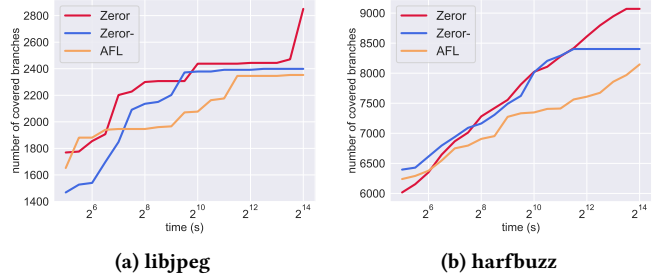 number of covered branches
2800
2600
2400
2200
2000
1800
1600
1400
Zeror
Zeror-
AFL
2^6 2^8 2^10 2^12 2^14
time (s)
(a) libjpeg
number of covered branches
9000
8500
8000
7500
7000
6500
6000
Zeror
Zeror-
AFL
2^6 2^8 2^10 2^12 2^14
time (s)
(b) harfbuzz